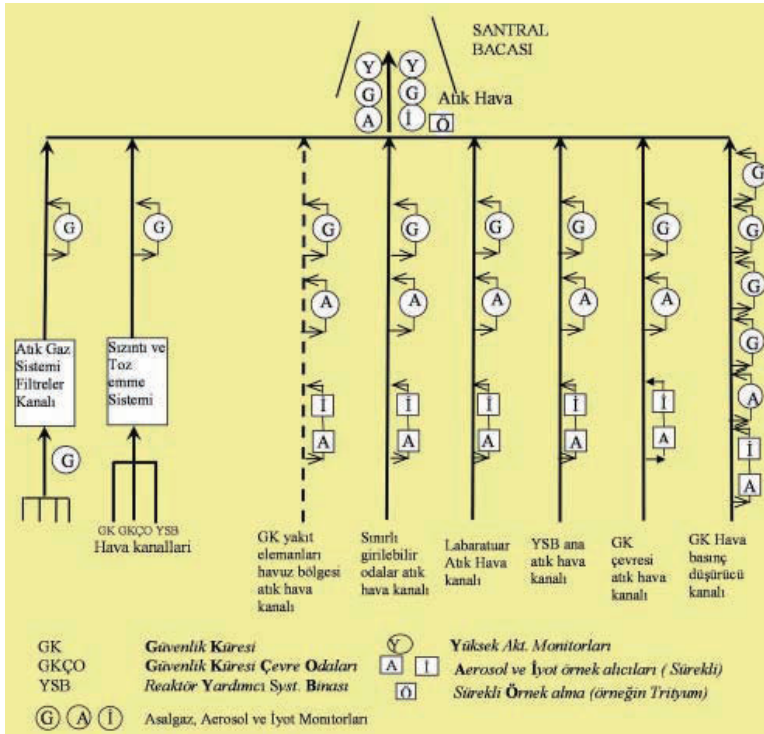 SANTRAL
BACASI
Y Y
G G
A İ
Atık Hava
Ö
G G G G G G G G
G
A A A A A G
G
Atık Gaz
Sistemi
Filtreler
Kanalı
Sızıntı ve
Toz
emme
Sistemi
A
İ İ İ İ İ İ
A A A A A A
G
GK GKÇO YSB
Hava kanallari
GK yakıt
elemanları
havuz bölgesi
atık hava
kanalı
Sınırlı
girilebilir
odalar atık
hava kanalı
Labaratuar
Atık Hava
kanalı
YSB ana
atık hava
kanalı
GK
çevresi
atık hava
kanalı
GK Hava
basınç
düşürücü
kanalı
GK Güvenlik Küresi
GKÇO Güvenlik Küresi Çevre Odaları
YSB Reaktör Yardımcı Syst. Binası
G A İ Asalgaz, Aerosol ve İyot Monitorları
Y Yüksek Akt. Monitorları
A İ Aerosol ve İyot örnek alıcıları ( Sürekli)
Ö Sürekli Örnek alma (örneğin Trityum)